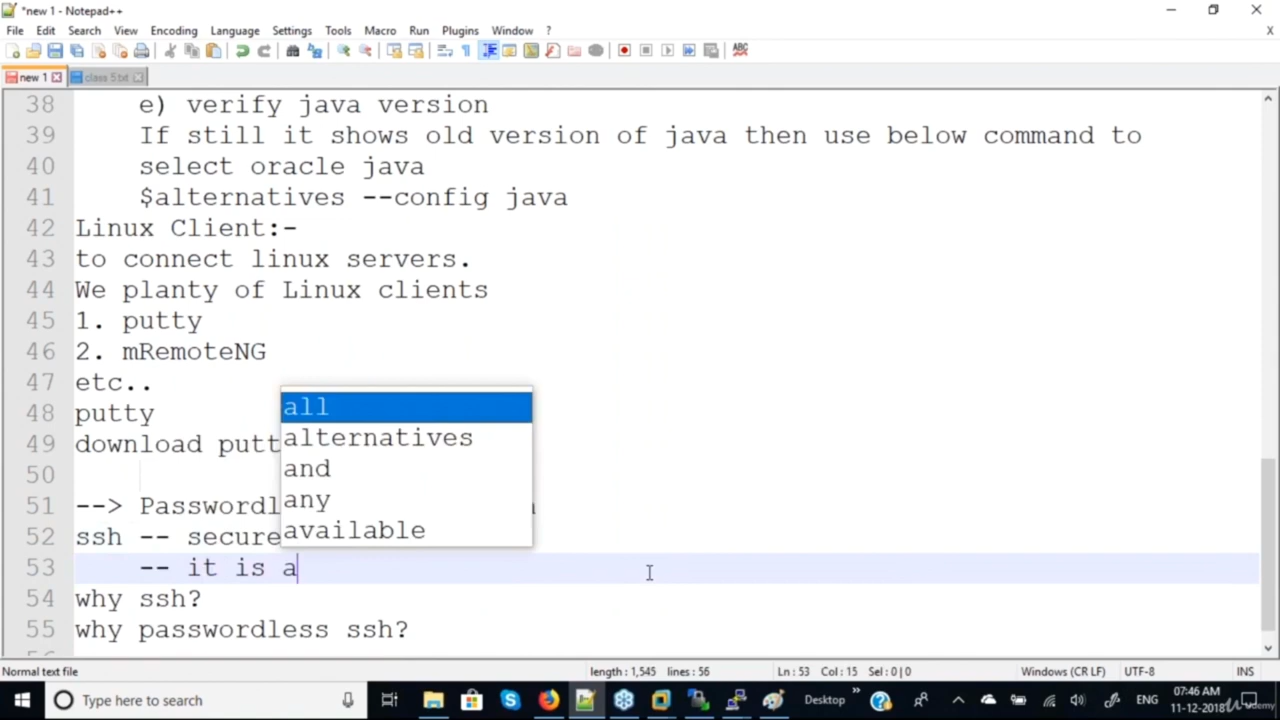 *new 1 - Notepad++
File Edit Search View Encoding Language Settings Tools Macro Run Plugins Window ? X
new 1 class 5.txt
38 e) verify java version
39 If still it shows old version of java then use below command to
40 select oracle java
41 $alternatives --config java
42 Linux Client:-
43 to connect linux servers.
44 We planty of Linux clients
45 1. putty
46 2. mRemoteNG
47 etc..
all
48 putty
alternatives
49 download putt
and
50
any
51 --> Passwordl
available
52 ssh -- secure
53 -- it is a
54 why ssh?
55 why passwordless ssh?
Normal text file length : 1,545 lines : 56 Ln : 53 Col : 15 Sel : 0 | 0 Windows (CR LF) UTF-8 INS
Type here to search Desktop ENG 07:46 AM
11-12-2018
Udemy